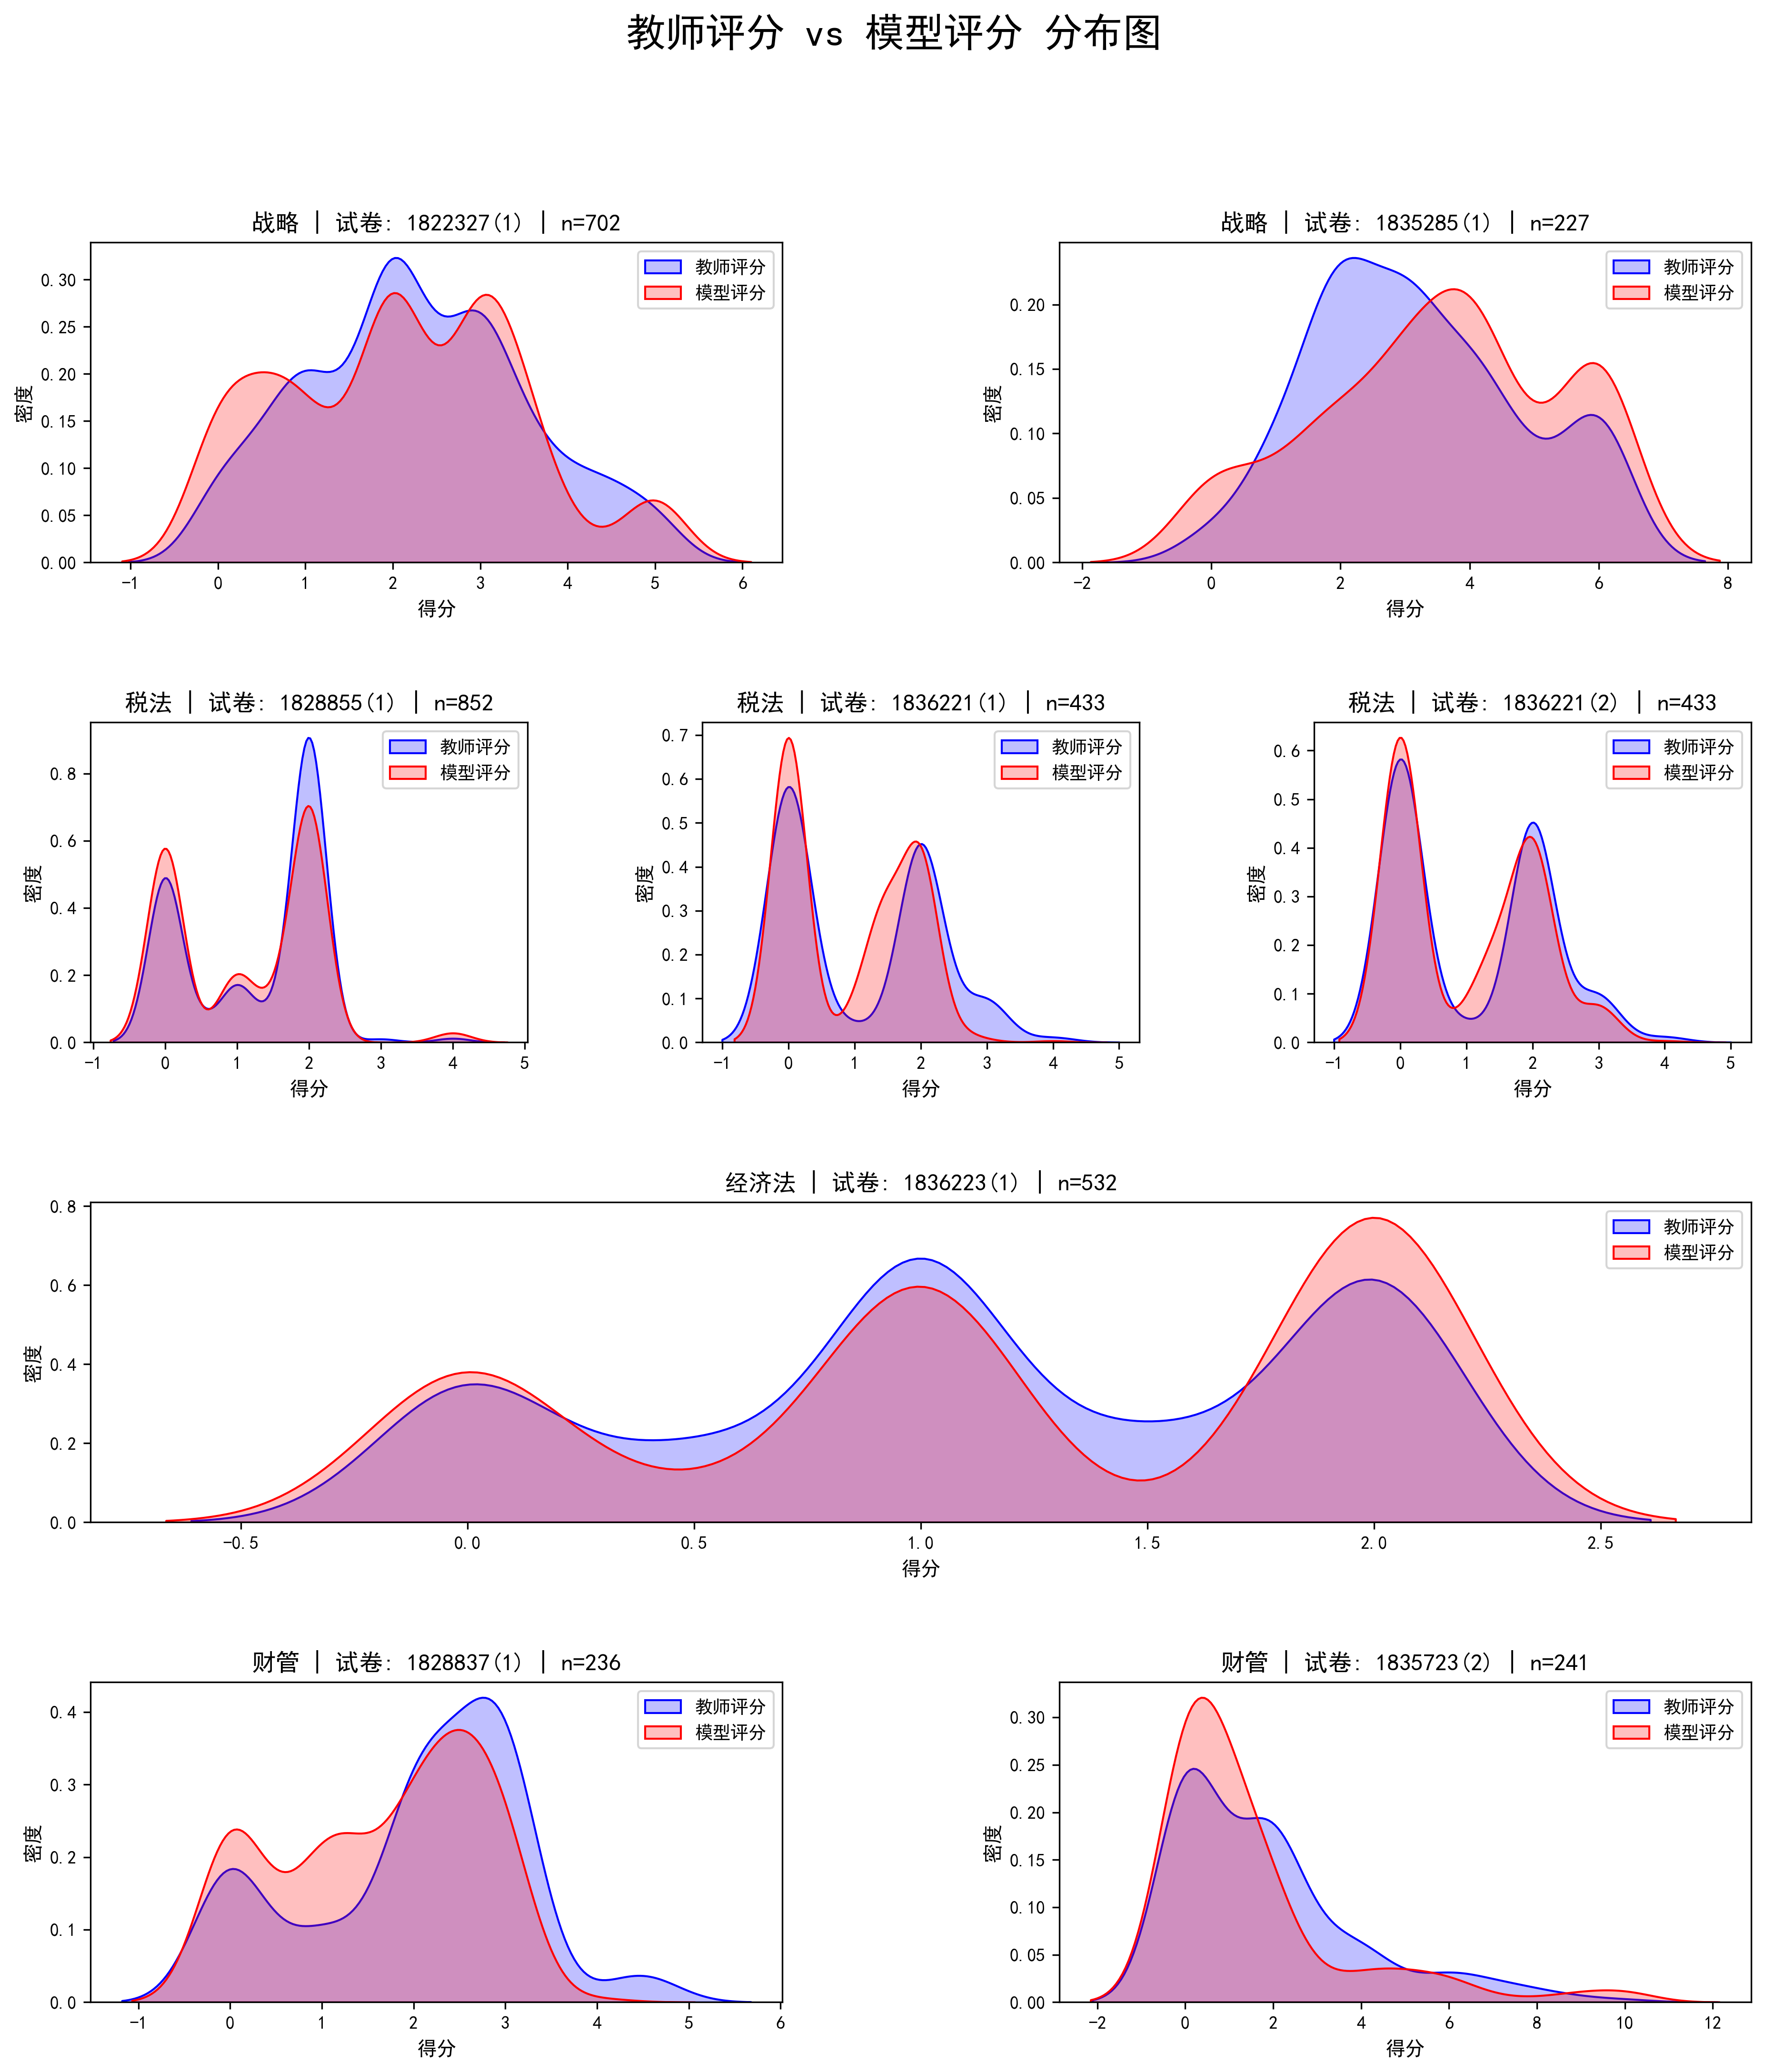 教师评分 vs 模型评分 分布图
战略 | 试卷: 1822327(1) | n=702
教师评分
模型评分
密度
0.30
0.25
0.20
0.15
0.10
0.05
0.00
−1 0 1 2 3 4 5 6
得分
战略 | 试卷: 1835285(1) | n=227
教师评分
模型评分
密度
0.20
0.15
0.10
0.05
0.00
−2 0 2 4 6 8
得分
税法 | 试卷: 1828855(1) | n=852
教师评分
模型评分
密度
0.8
0.6
0.4
0.2
0.0
−1 0 1 2 3 4 5
得分
税法 | 试卷: 1836221(1) | n=433
教师评分
模型评分
密度
0.7
0.6
0.5
0.4
0.3
0.2
0.1
0.0
−1 0 1 2 3 4 5
得分
税法 | 试卷: 1836221(2) | n=433
教师评分
模型评分
密度
0.6
0.5
0.4
0.3
0.2
0.1
0.0
−1 0 1 2 3 4 5
得分
经济法 | 试卷: 1836223(1) | n=532
教师评分
模型评分
密度
0.8
0.6
0.4
0.2
0.0
−0.5 0.0 0.5 1.0 1.5 2.0 2.5
得分
财管 | 试卷: 1828837(1) | n=236
教师评分
模型评分
密度
0.4
0.3
0.2
0.1
0.0
−1 0 1 2 3 4 5 6
得分
财管 | 试卷: 1835723(2) | n=241
教师评分
模型评分
密度
0.30
0.25
0.20
0.15
0.10
0.05
0.00
−2 0 2 4 6 8 10 12
得分